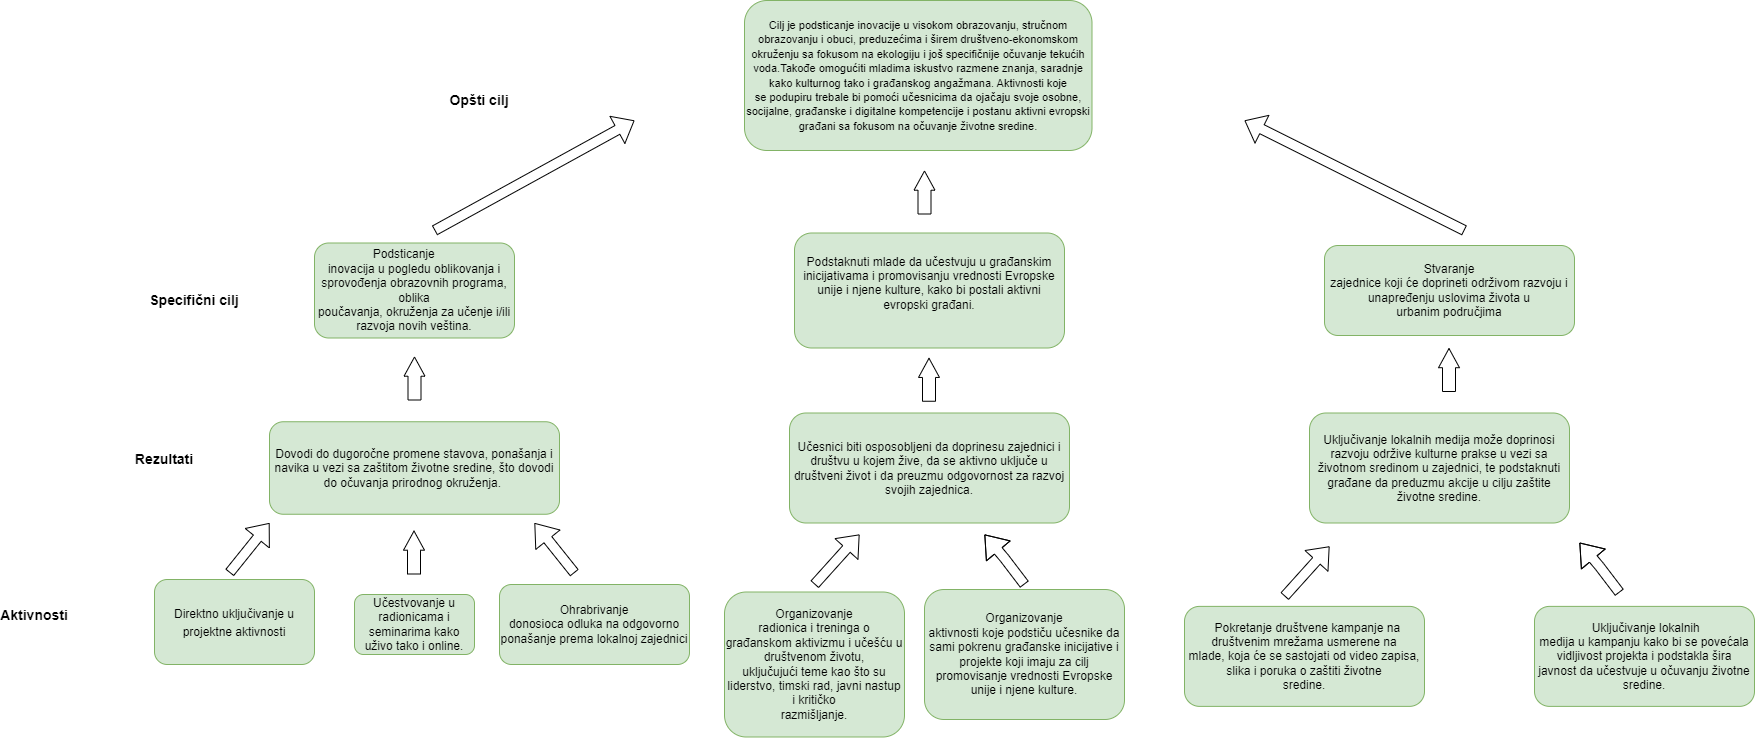 Opšti cilj
Cilj je podsticanje inovacije u visokom obrazovanju, stručnom
obrazovanju i obuci, preduzećima i širem društveno-ekonomskom
okruženju sa fokusom na ekologiju i još specifičnije očuvanje tekućih
voda.Takođe omogućiti mladima iskustvo razmene znanja, saradnje
kako kulturnog tako i građanskog angažmana. Aktivnosti koje
se podupiru trebale bi pomoći učesnicima da ojačaju svoje osobne,
socijalne, građanske i digitalne kompetencije i postanu aktivni evropski
građani sa fokusom na očuvanje životne sredine.
Specifični cilj
Podsticanje
inovacija u pogledu oblikovanja i
sprovođenja obrazovnih programa,
oblika
poučavanja, okruženja za učenje i/ili
razvoja novih veština.
Podstaknuti mlade da učestvuju u građanskim
inicijativama i promovisanju vrednosti Evropske
unije i njene kulture, kako bi postali aktivni
evropski građani.
Stvaranje
zajednice koji će doprineti održivom razvoju i
unapređenju uslovima života u
urbanim područjima
Rezultati
Dovodi do dugoročne promene stavova, ponašanja i
navika u vezi sa zaštitom životne sredine, što dovodi
do očuvanja prirodnog okruženja.
Učesnici biti osposobljeni da doprinesu zajednici i
društvu u kojem žive, da se aktivno uključe u
društveni život i da preuzmu odgovornost za razvoj
svojih zajednica.
Uključivanje lokalnih medija može doprinosi
razvoju održive kulturne prakse u vezi sa
životnom sredinom u zajednici, te podstaknuti
građane da preduzmu akcije u cilju zaštite
životne sredine.
Aktivnosti
Direktno uključivanje u
projektne aktivnosti
Učestvovanje u
radionicama i
seminarima kako
uživo tako i online.
Ohrabrivanje
donosioca odluka na odgovorno
ponašanje prema lokalnoj zajednici
Organizovanje
radionica i treninga o
građanskom aktivizmu i učešću u
društvenom životu,
uključujući teme kao što su
liderstvo, timski rad, javni nastup
i kritičko
razmišljanje.
Organizovanje
aktivnosti koje podstiču učesnike da
sami pokrenu građanske inicijative i
projekte koji imaju za cilj
promovisanje vrednosti Evropske
unije i njene kulture.
Pokretanje društvene kampanje na
društvenim mrežama usmerene na
mlade, koja će se sastojati od video zapisa,
slika i poruka o zaštiti životne
sredine.
Uključivanje lokalnih
medija u kampanju kako bi se povećala
vidljivost projekta i podstakla šira
javnost da učestvuje u očuvanju životne
sredine.